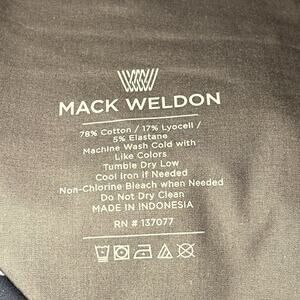 MACK WELDON
78% Cotton / 17% Lyocell /
5% Elastane
Machine Wash Cold with
Like Colors
Tumble Dry Low
Cool Iron if Needed
Non-Chlorine Bleach when Needed
Do Not Dry Clean
MADE IN INDONESIA
RN # 137077